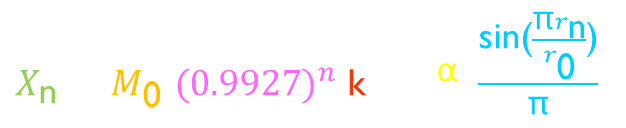 Xₙ M₀ (0.9927)ⁿ k α sin(πrₙ/r₀)/π